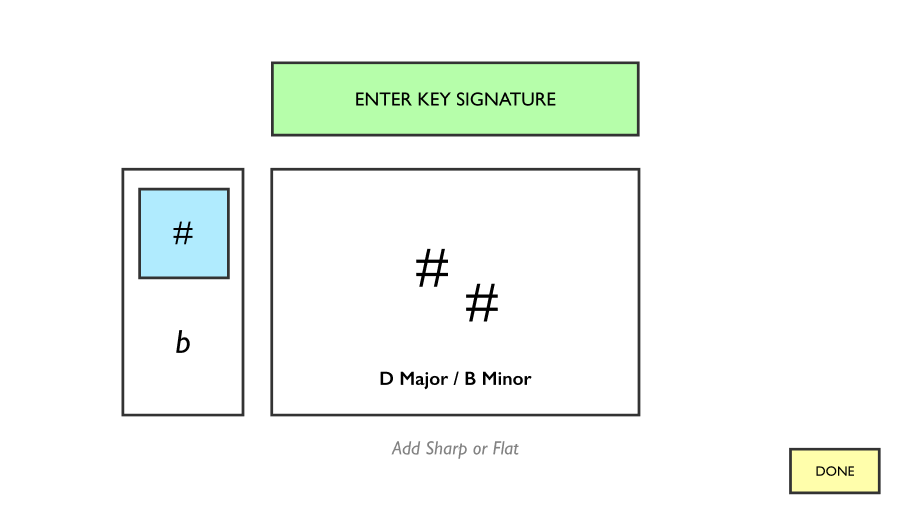 ENTER KEY SIGNATURE
#
b
#
#
D Major / B Minor
Add Sharp or Flat
DONE